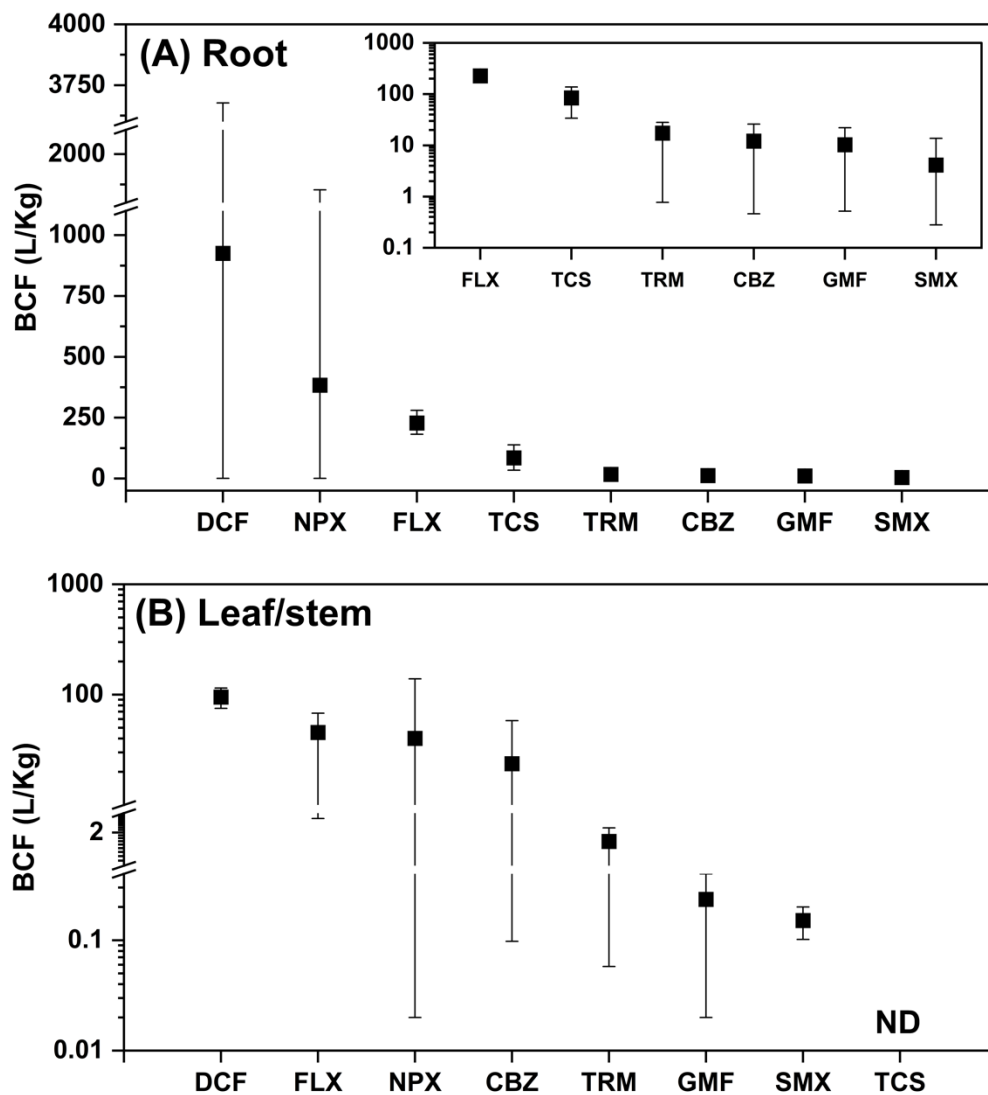 (A) Root
BCF (L/Kg)
4000
3750
2000
1000
750
500
250
0
DCF NPX FLX TCS TRM CBZ GMF SMX
1000
100
10
1
0.1
FLX TCS TRM CBZ GMF SMX
(B) Leaf/stem
BCF (L/Kg)
1000
100
2
0.1
0.01
ND
DCF FLX NPX CBZ TRM GMF SMX TCS